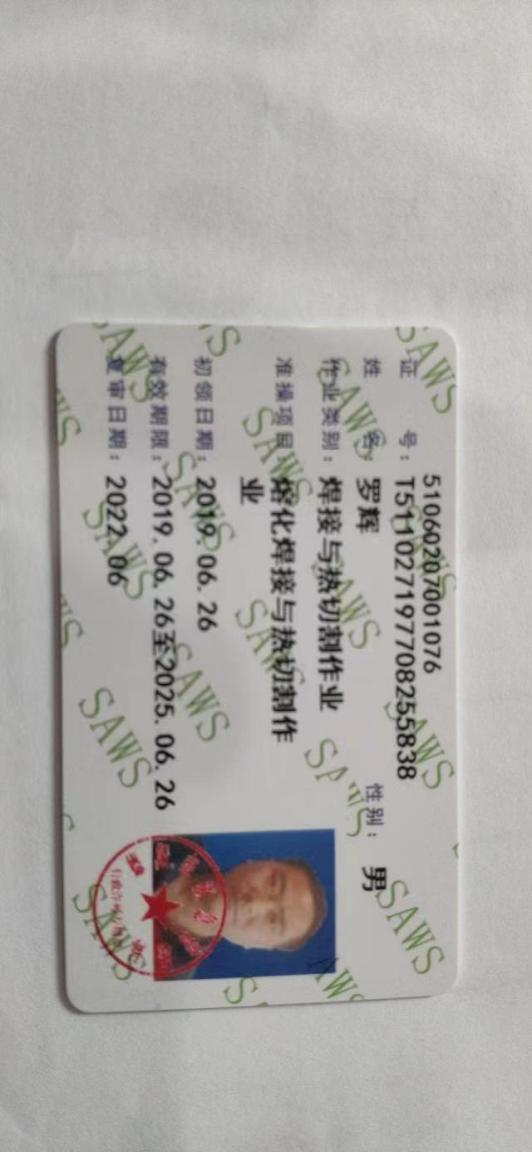 51060207001076
证 号：T511027197708255838
姓 名：罗辉 性别：男
作业类别：焊接与热切割作业
准操项目：熔化焊接与热切割作
业
初领日期：2019.06.26
有效期限：2019.06.26至2025.06.26
复审日期：2022.06
SAWS